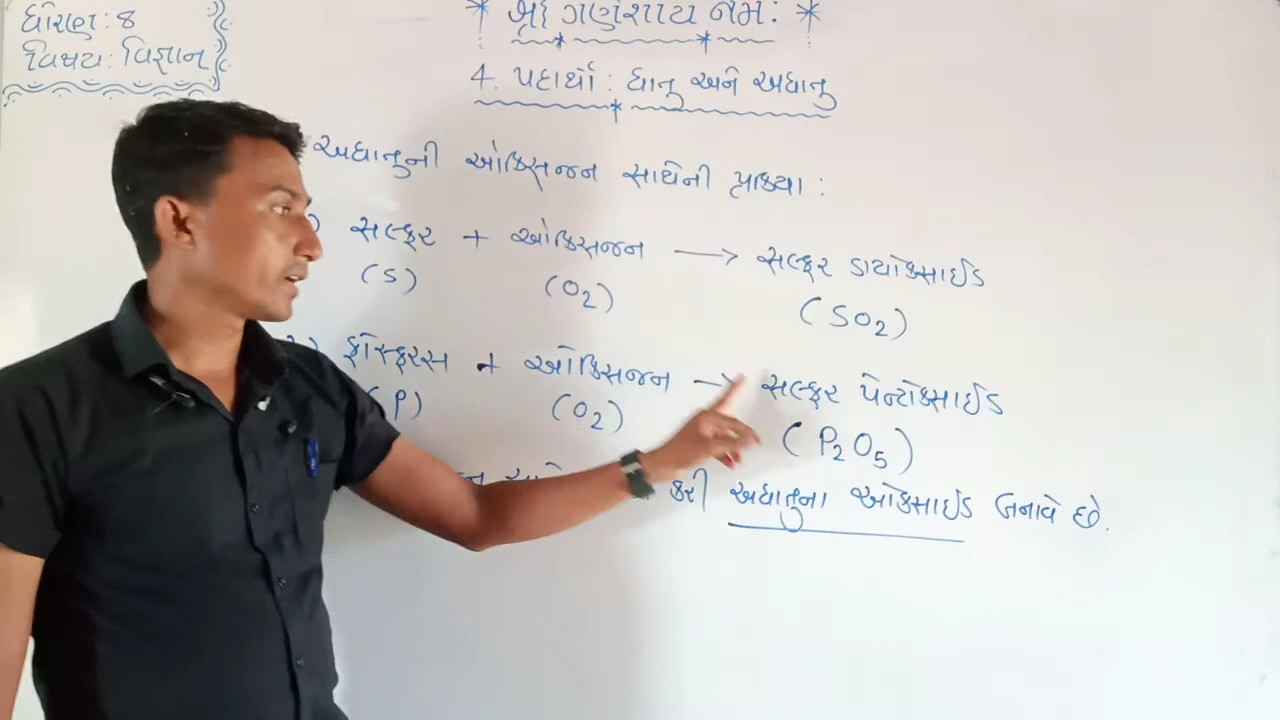 ધોરણ : ૪
વિષય : વિજ્ઞાન
* શ્રી ગણેશાય નમ: *
4. પદાર્થો : ધાતુ અને અધાતુ
અધાતુની ઓક્સિજન સાથેની પ્રક્રિયા :
સલ્ફર + ઓક્સિજન → સલ્ફર ડાયોક્સાઈડ
(S) (O₂) (SO₂)
ફોસ્ફરસ + ઓક્સિજન → સલ્ફર પેન્ટોક્સાઈડ
(P) (O₂) (P₂O₅)
કરી અધાતુના ઓક્સાઈડ બનાવે છે.